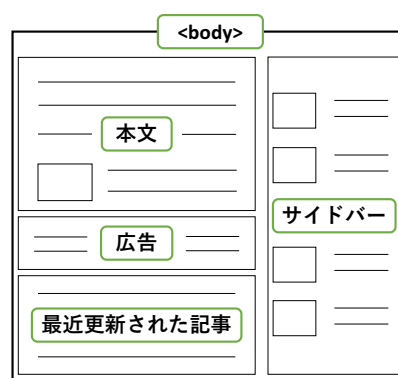 <body>
本文
広告
最近更新された記事
サイドバー